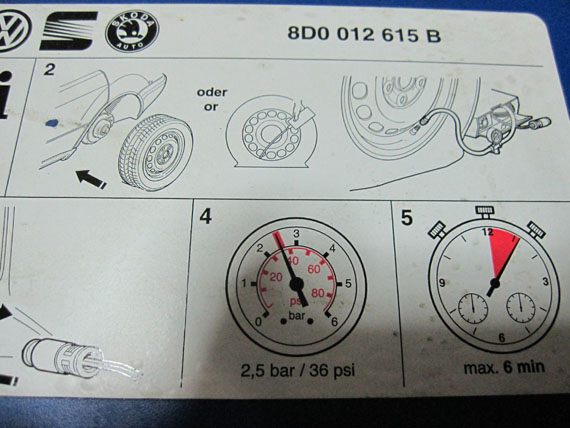 VW
ŠKODA
AUTO
8D0 012 615 B
i
2
oder
or
4
0 1 2 3 4 5 6
20 40 60 80
psi
bar
2,5 bar / 36 psi
5
12
3
6
9
max. 6 min